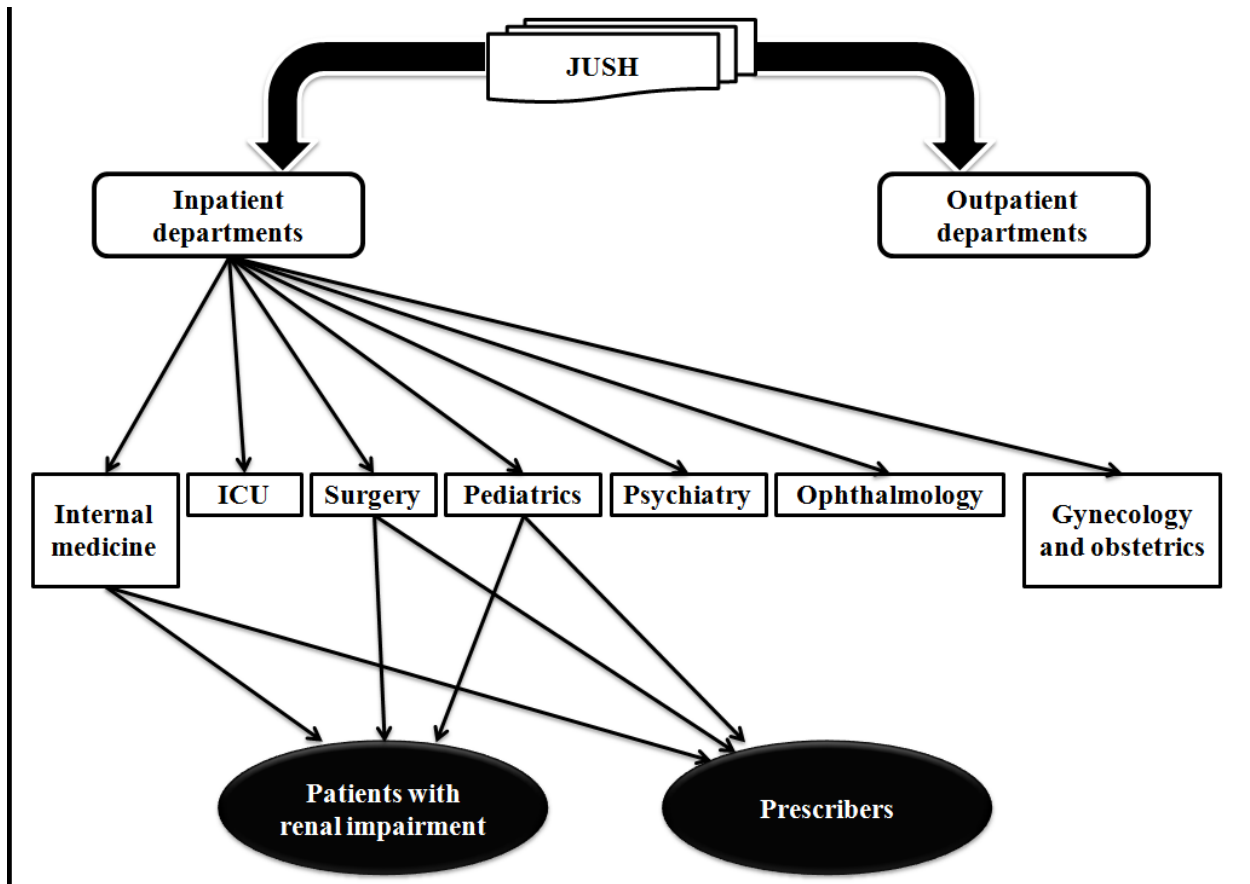 JUSH
Inpatient
departments
Outpatient
departments
Internal
medicine
ICU
Surgery
Pediatrics
Psychiatry
Ophthalmology
Gynecology
and obstetrics
Patients with
renal impairment
Prescribers